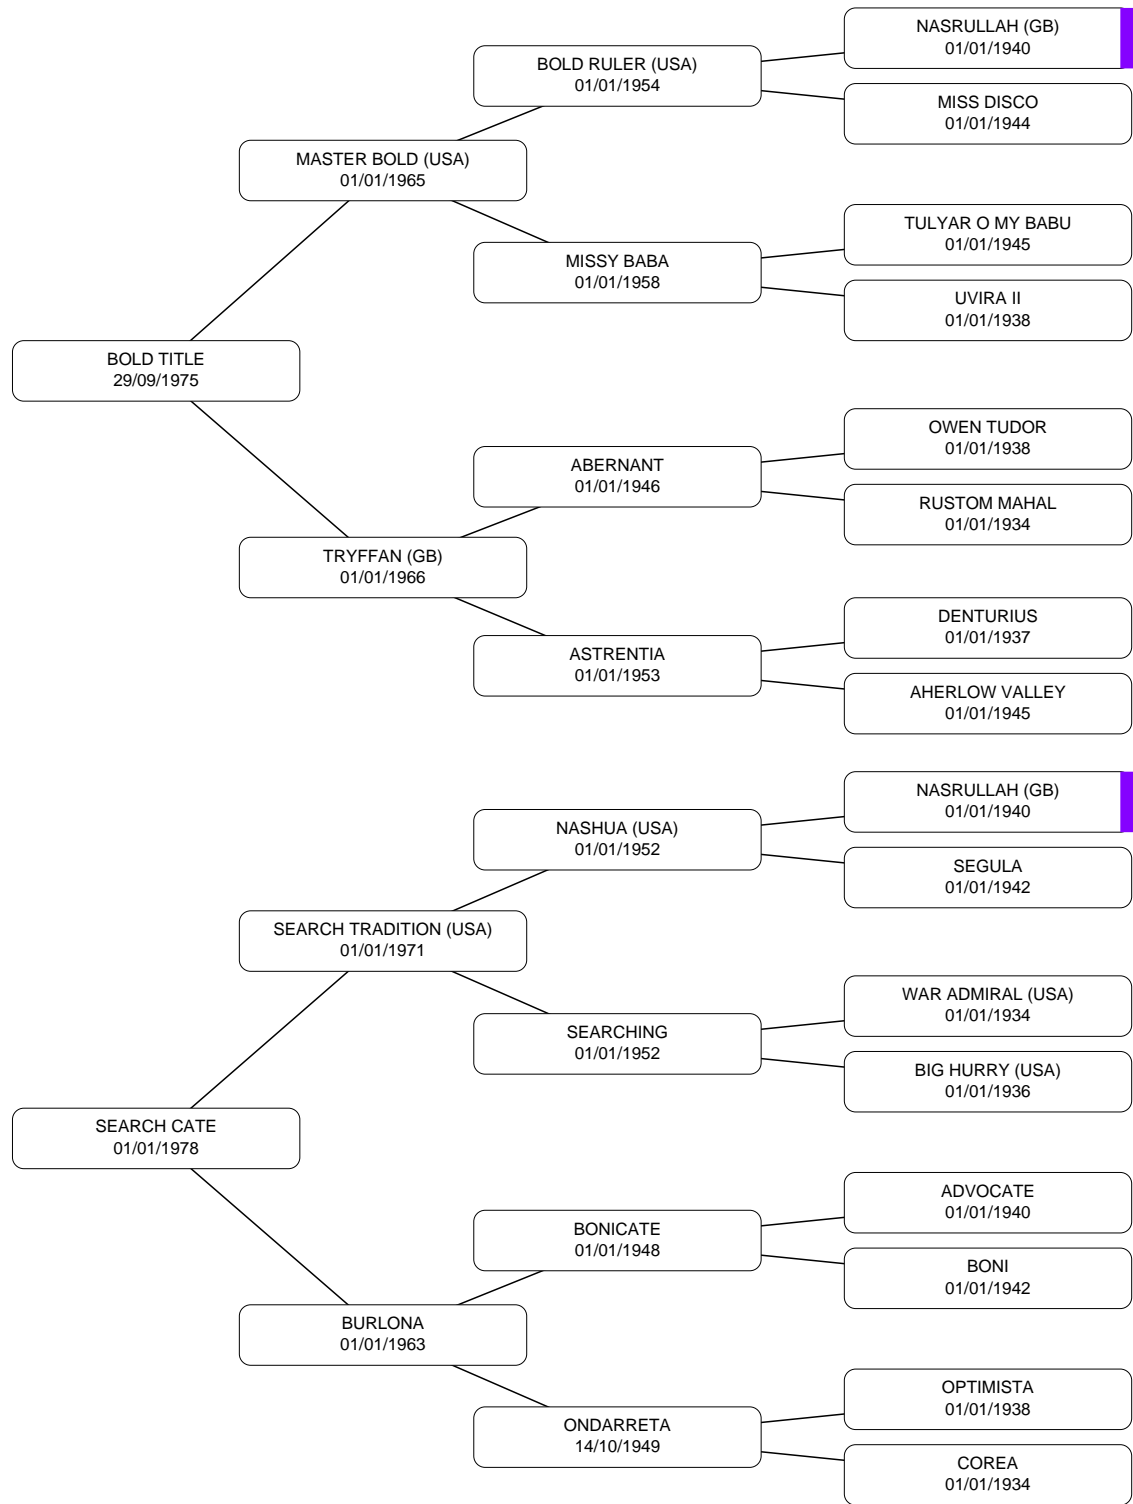 NASRULLAH (GB)
01/01/1940
BOLD RULER (USA)
01/01/1954
MISS DISCO
01/01/1944
MASTER BOLD (USA)
01/01/1965
TULYAR O MY BABU
01/01/1945
MISSY BABA
01/01/1958
UVIRA II
01/01/1938
BOLD TITLE
29/09/1975
OWEN TUDOR
01/01/1938
ABERNANT
01/01/1946
RUSTOM MAHAL
01/01/1934
TRYFFAN (GB)
01/01/1966
DENTURIUS
01/01/1937
ASTRENTIA
01/01/1953
AHERLOW VALLEY
01/01/1945
NASRULLAH (GB)
01/01/1940
NASHUA (USA)
01/01/1952
SEGULA
01/01/1942
SEARCH TRADITION (USA)
01/01/1971
WAR ADMIRAL (USA)
01/01/1934
SEARCHING
01/01/1952
BIG HURRY (USA)
01/01/1936
SEARCH CATE
01/01/1978
ADVOCATE
01/01/1940
BONICATE
01/01/1948
BONI
01/01/1942
BURLONA
01/01/1963
OPTIMISTA
01/01/1938
ONDARRETA
14/10/1949
COREA
01/01/1934